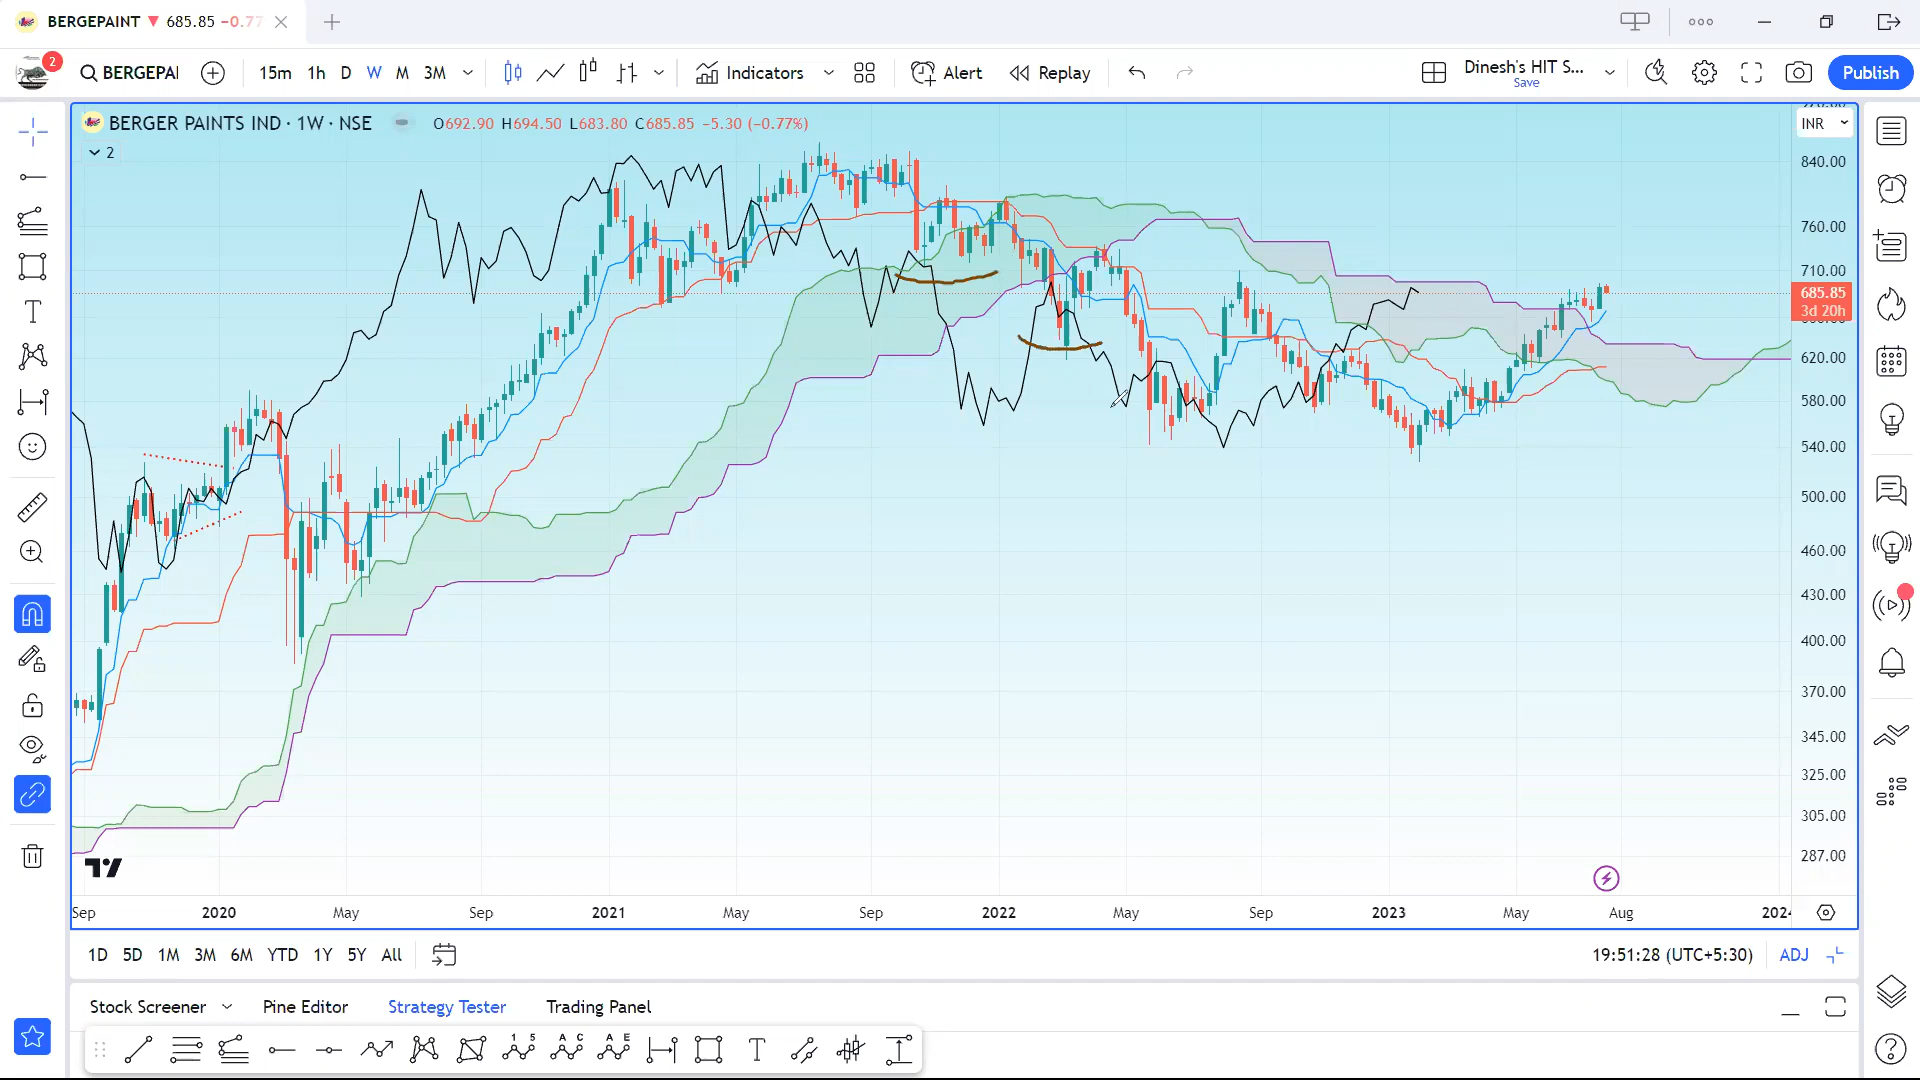 BERGEPAINT ▼ 685.85 −0.77
2 BERGEPAI 15m 1h D W M 3M Indicators Alert Replay Dinesh's HIT S... Save Publish
BERGER PAINTS IND · 1W · NSE O692.90 H694.50 L683.80 C685.85 −5.30 (−0.77%) INR
2
840.00
760.00
710.00
685.85
3d 20h
620.00
580.00
540.00
500.00
460.00
430.00
400.00
370.00
345.00
325.00
305.00
287.00
Sep 2020 May Sep 2021 May Sep 2022 May Sep 2023 May Aug 2024
1D 5D 1M 3M 6M YTD 1Y 5Y All 19:51:28 (UTC+5:30) ADJ
Stock Screener Pine Editor Strategy Tester Trading Panel
1 5 A C A E T